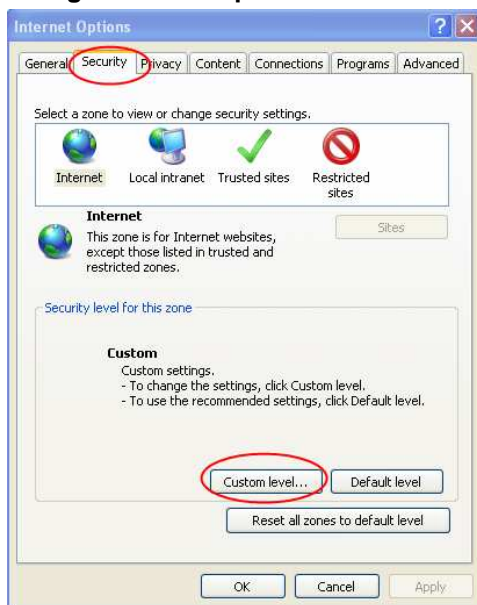 Internet Options
General Security Privacy Content Connections Programs Advanced
Select a zone to view or change security settings.
Internet Local intranet Trusted sites Restricted
sites
Internet
Sites
This zone is for Internet websites,
except those listed in trusted and
restricted zones.
Security level for this zone
Custom
Custom settings.
- To change the settings, click Custom level.
- To use the recommended settings, click Default level.
Custom level... Default level
Reset all zones to default level
OK Cancel Apply